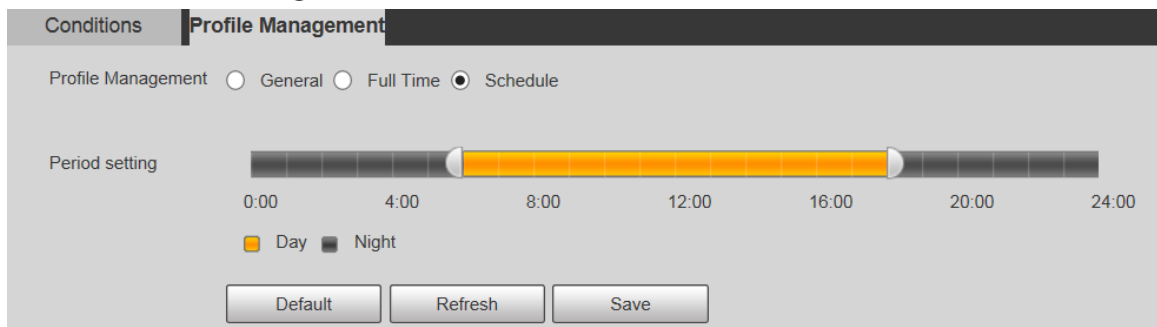 Conditions Profile Management
Profile Management General Full Time Schedule
Period setting
0:00 4:00 8:00 12:00 16:00 20:00 24:00
Day Night
Default Refresh Save